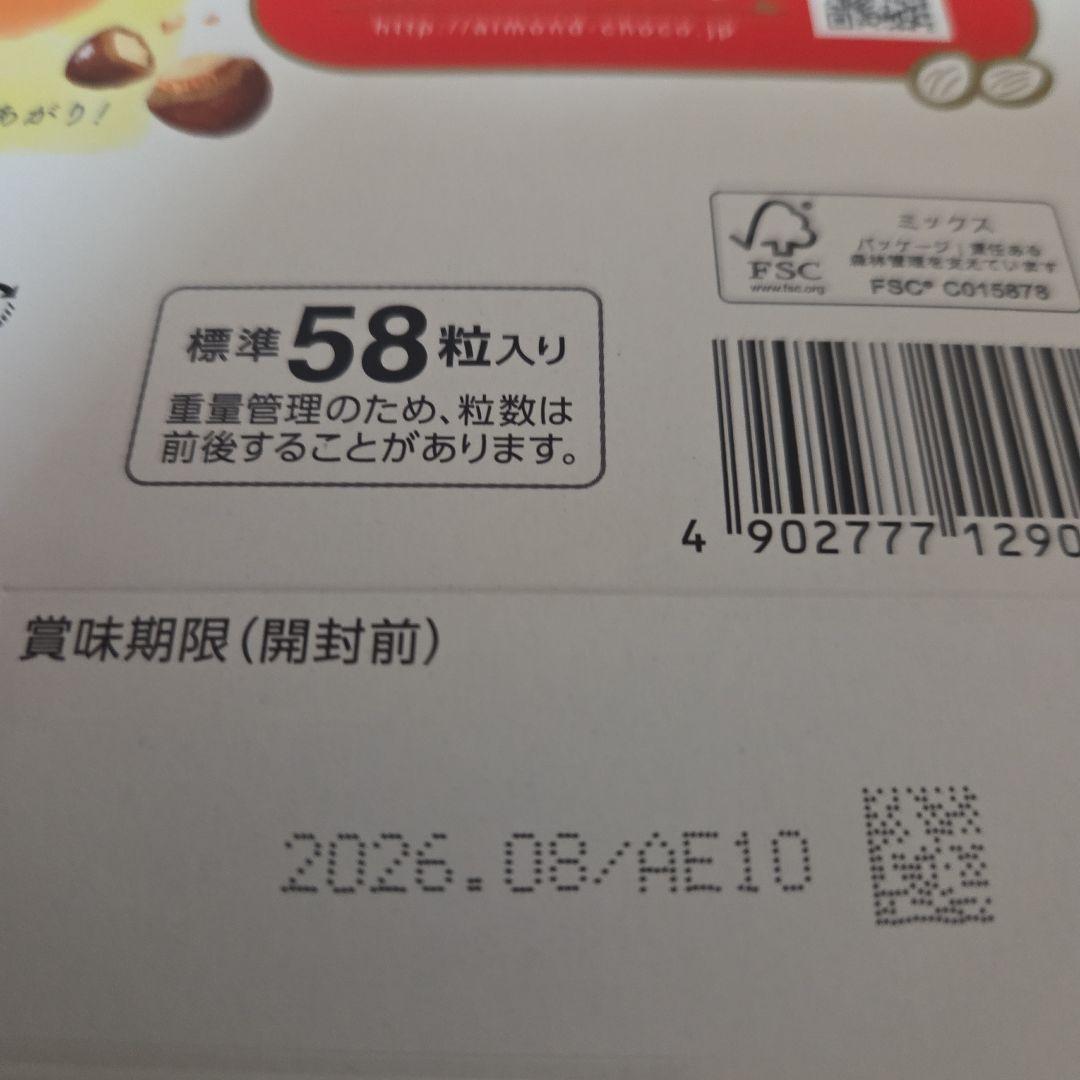 http://almond-choco.jp
あがり!
ミックス
パッケージ｜責任ある
森林管理を支えています
FSC
www.fsc.org
FSC® C015878
標準58粒入り
重量管理のため、粒数は
前後することがあります。
4 902777 1290
賞味期限(開封前)
2026.08/AE10